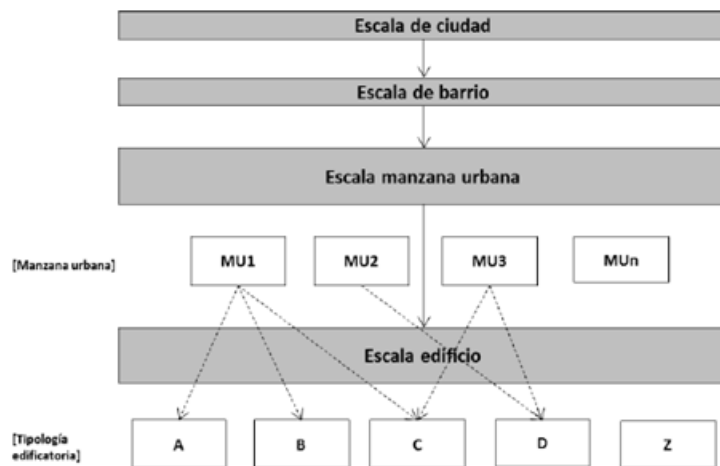 Escala de ciudad
Escala de barrio
Escala manzana urbana
[Manzana urbana]
MU1
MU2
MU3
MUn
Escala edificio
[Tipología
edificatoria]
A
B
C
D
Z